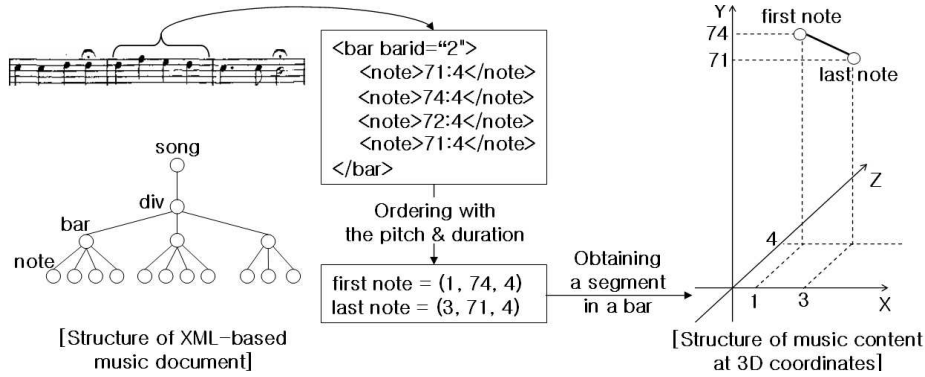 <bar barid="2">
<note>71:4</note>
<note>74:4</note>
<note>72:4</note>
<note>71:4</note>
</bar>
song
div
bar
note
[Structure of XML-based
music document]
Ordering with
the pitch & duration
first note = (1, 74, 4)
last note = (3, 71, 4)
Obtaining
a segment
in a bar
Y
first note
74
71
last note
Z
4
1
3
X
[Structure of music content
at 3D coordinates]